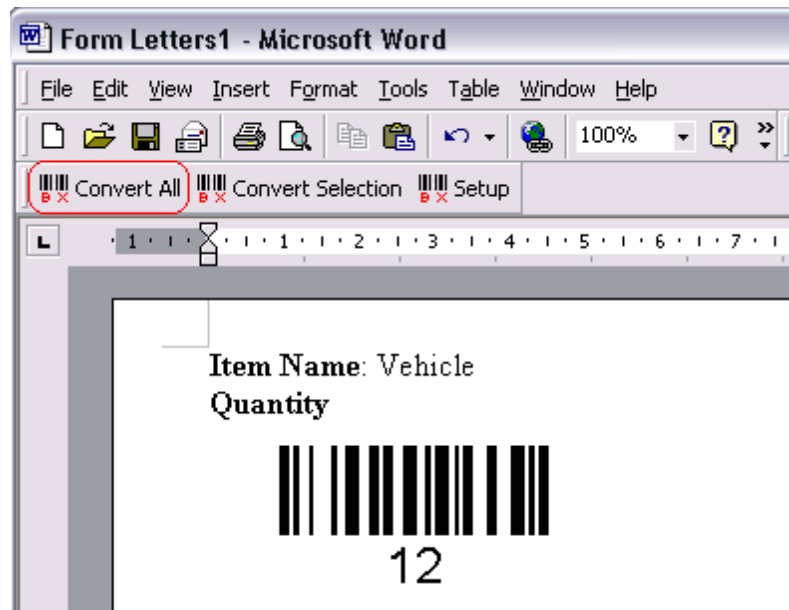 Form Letters1 - Microsoft Word
File Edit View Insert Format Tools Table Window Help
100%
B X Convert All B X Convert Selection B X Setup
1 1 2 3 4 5 6 7
Item Name: Vehicle
Quantity
12